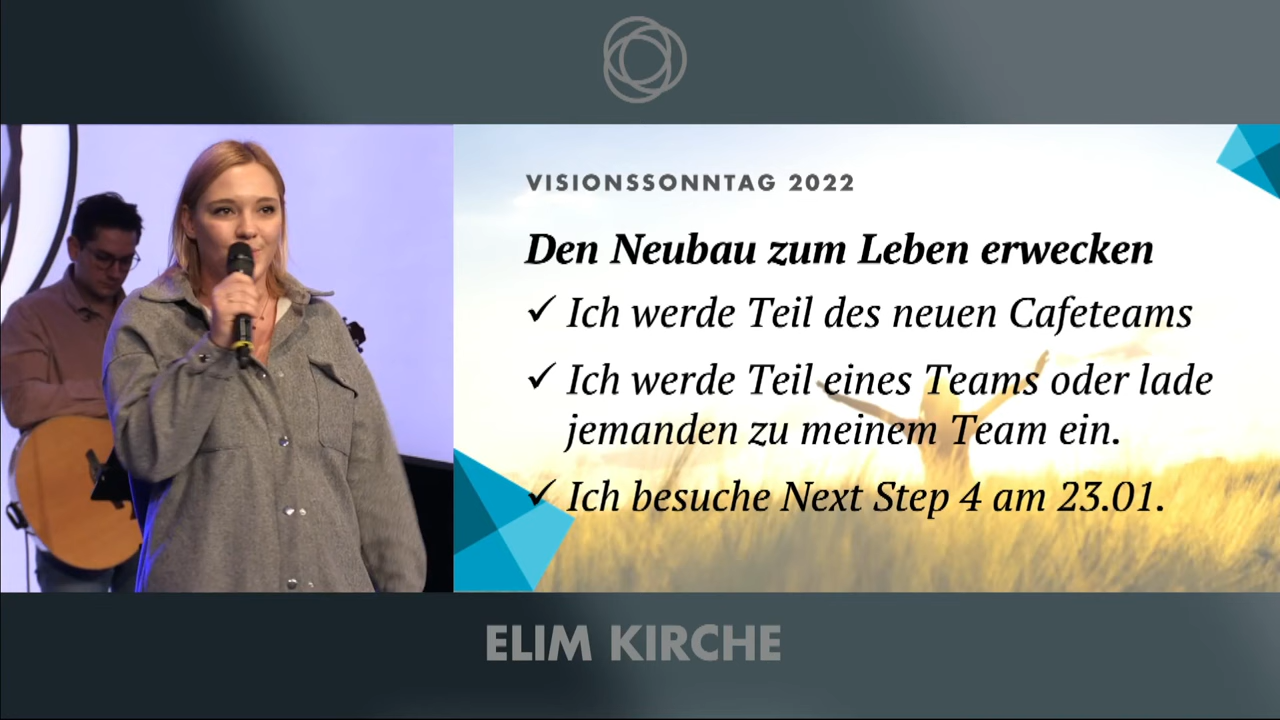 VISIONSSONNTAG 2022
Den Neubau zum Leben erwecken
✓ Ich werde Teil des neuen Cafeteams
✓ Ich werde Teil eines Teams oder lade
jemanden zu meinem Team ein.
✓ Ich besuche Next Step 4 am 23.01.
ELIM KIRCHE